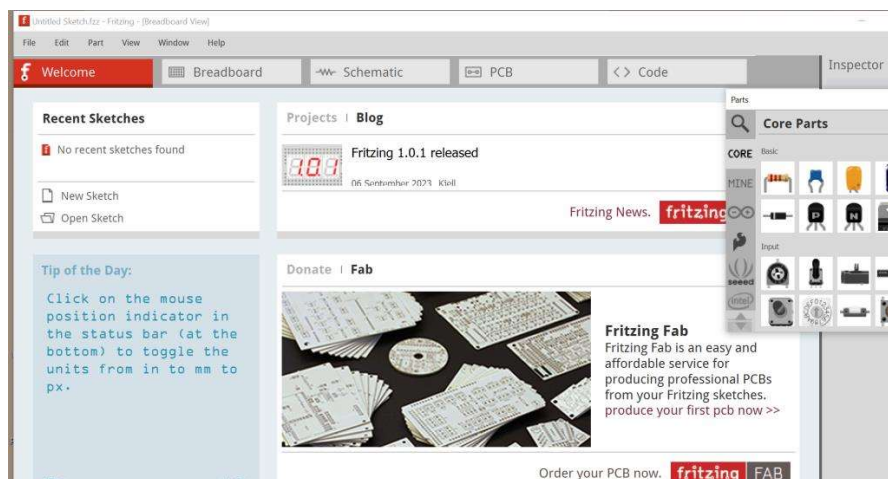 Untitled Sketch.fzz - Fritzing - [Breadboard View]
File Edit Part View Window Help
Welcome Breadboard Schematic PCB Code
Inspector
Recent Sketches
No recent sketches found
New Sketch
Open Sketch
Projects | Blog
1.0.1
Fritzing 1.0.1 released
06 September 2023 Kjell
Fritzing News. fritzing
Parts
Core Parts
CORE
Basic
MINE
P N
Input
seeed
intel
Tip of the Day:
Click on the mouse
position indicator in
the status bar (at the
bottom) to toggle the
units from in to mm to
px.
Donate | Fab
Fritzing Fab
Fritzing Fab is an easy and
affordable service for
producing professional PCBs
from your Fritzing sketches.
produce your first pcb now >>
Order your PCB now. fritzing FAB